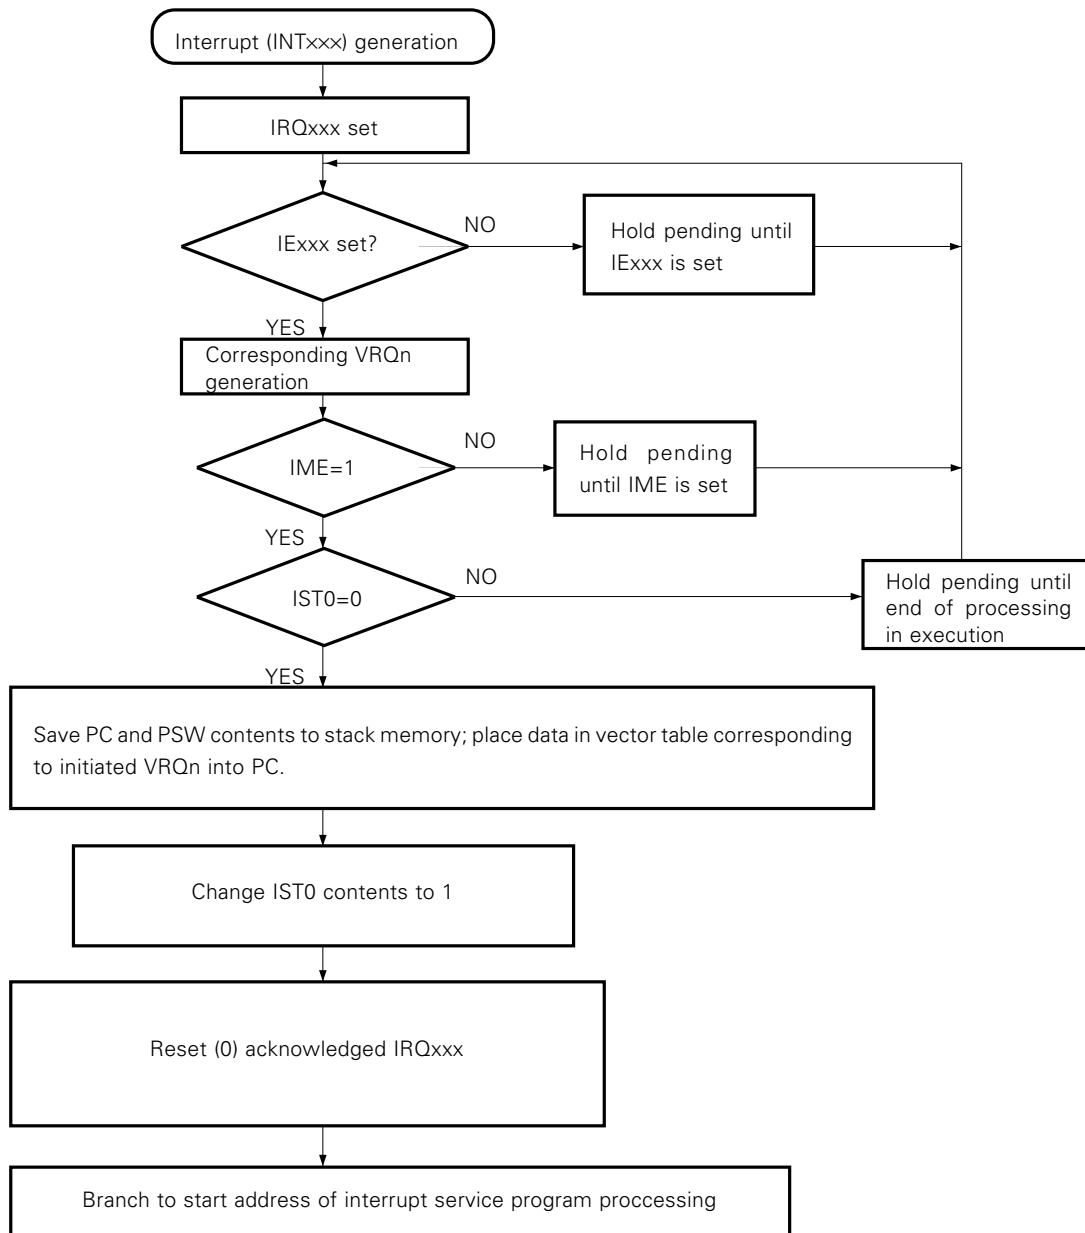 Interrupt (INT×××) generation
IRQxxx set
IExxx set?
NO
Hold pending until
IExxx is set
YES
Corresponding VRQn
generation
IME=1
NO
Hold pending
until IME is set
YES
IST0=0
NO
Hold pending until
end of processing
in execution
YES
Save PC and PSW contents to stack memory; place data in vector table corresponding
to initiated VRQn into PC.
Change IST0 contents to 1
Reset (0) acknowledged IRQxxx
Branch to start address of interrupt service program proccessing